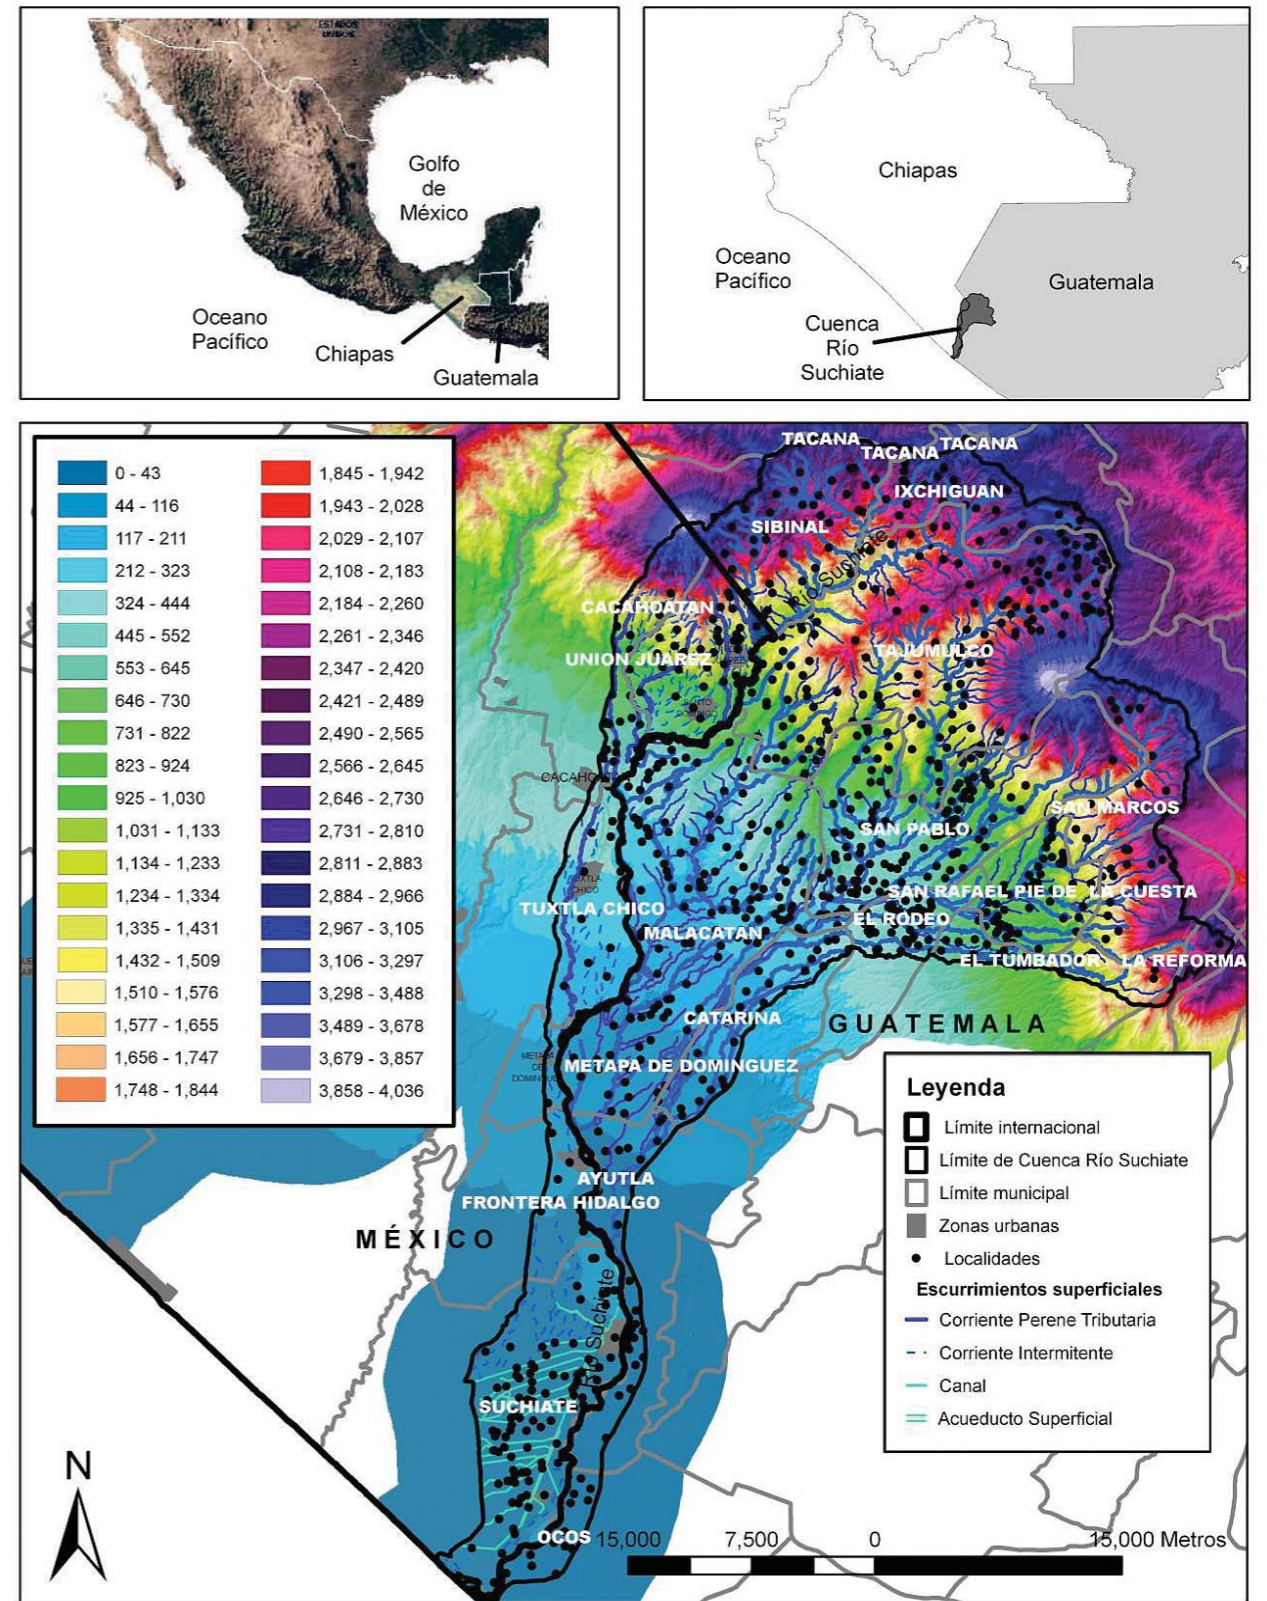 ESTADOS
UNIDOS
Golfo
de
México
Oceano
Pacífico
Chiapas
Guatemala
Chiapas
Oceano
Pacífico
Guatemala
Cuenca
Río
Suchiate
0 - 43
44 - 116
117 - 211
212 - 323
324 - 444
445 - 552
553 - 645
646 - 730
731 - 822
823 - 924
925 - 1,030
1,031 - 1,133
1,134 - 1,233
1,234 - 1,334
1,335 - 1,431
1,432 - 1,509
1,510 - 1,576
1,577 - 1,655
1,656 - 1,747
1,748 - 1,844
1,845 - 1,942
1,943 - 2,028
2,029 - 2,107
2,108 - 2,183
2,184 - 2,260
2,261 - 2,346
2,347 - 2,420
2,421 - 2,489
2,490 - 2,565
2,566 - 2,645
2,646 - 2,730
2,731 - 2,810
2,811 - 2,883
2,884 - 2,966
2,967 - 3,105
3,106 - 3,297
3,298 - 3,488
3,489 - 3,678
3,679 - 3,857
3,858 - 4,036
TACANA
TACANA
TACANA
IXCHIGUAN
SIBINAL
Río Suchiate
CACAHOATAN
UNION JUAREZ
TAJUMULCO
SANTO
DOMINGO
CACAHOATAN
SAN MARCOS
SAN PABLO
TUXTLA
CHICO
SAN RAFAEL PIE DE LA CUESTA
TUXTLA CHICO
EL RODEO
MALACATAN
EL TUMBADOR
LA REFORMA
CATARINA
GUATEMALA
METAPA
DE
DOMINGUEZ
METAPA DE DOMINGUEZ
AYUTLA
FRONTERA HIDALGO
MÉXICO
Río Suchiate
SUCHIATE
OCOS
N
15,000 7,500 0 15,000 Metros
Leyenda
Límite internacional
Límite de Cuenca Río Suchiate
Límite municipal
Zonas urbanas
Localidades
Escurrimientos superficiales
Corriente Perene Tributaria
Corriente Intermitente
Canal
Acueducto Superficial